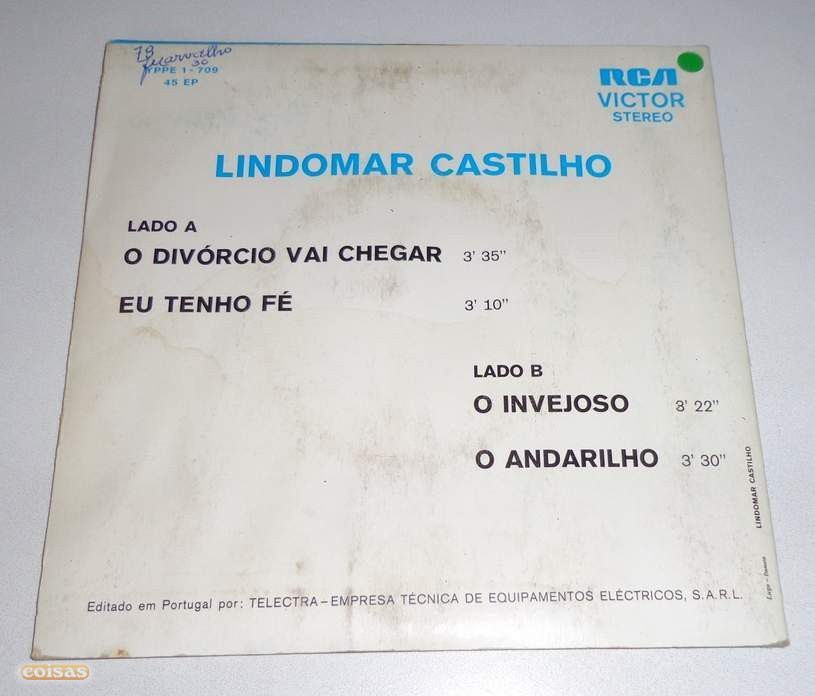 79
YPPE 1 - 709
45 EP
RCA
VICTOR
STEREO
LINDOMAR CASTILHO
LADO A
O DIVÓRCIO VAI CHEGAR 3' 35"
EU TENHO FÉ 3' 10"
LADO B
O INVEJOSO 3' 22"
O ANDARILHO 3' 30"
LINDOMAR CASTILHO
Editado em Portugal por: TELECTRA — EMPRESA TÉCNICA DE EQUIPAMENTOS ELÉCTRICOS, S.A.R.L.
coisas